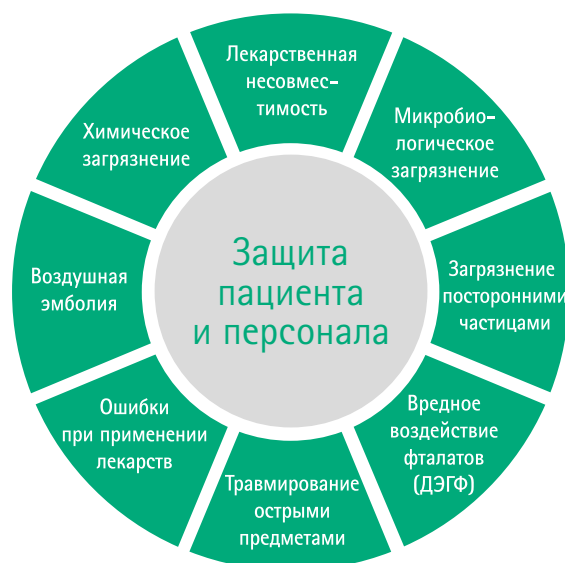 Лекарственная
несовмес-
тимость
Микробио-
логическое
загрязнение
Загрязнение
посторонними
частицами
Вредное
воздействие
фталатов
(ДЭГФ)
Травмирование
острыми
предметами
Ошибки
при применении
лекарств
Воздушная
эмболия
Химическое
загрязнение
Защита
пациента
и персонала